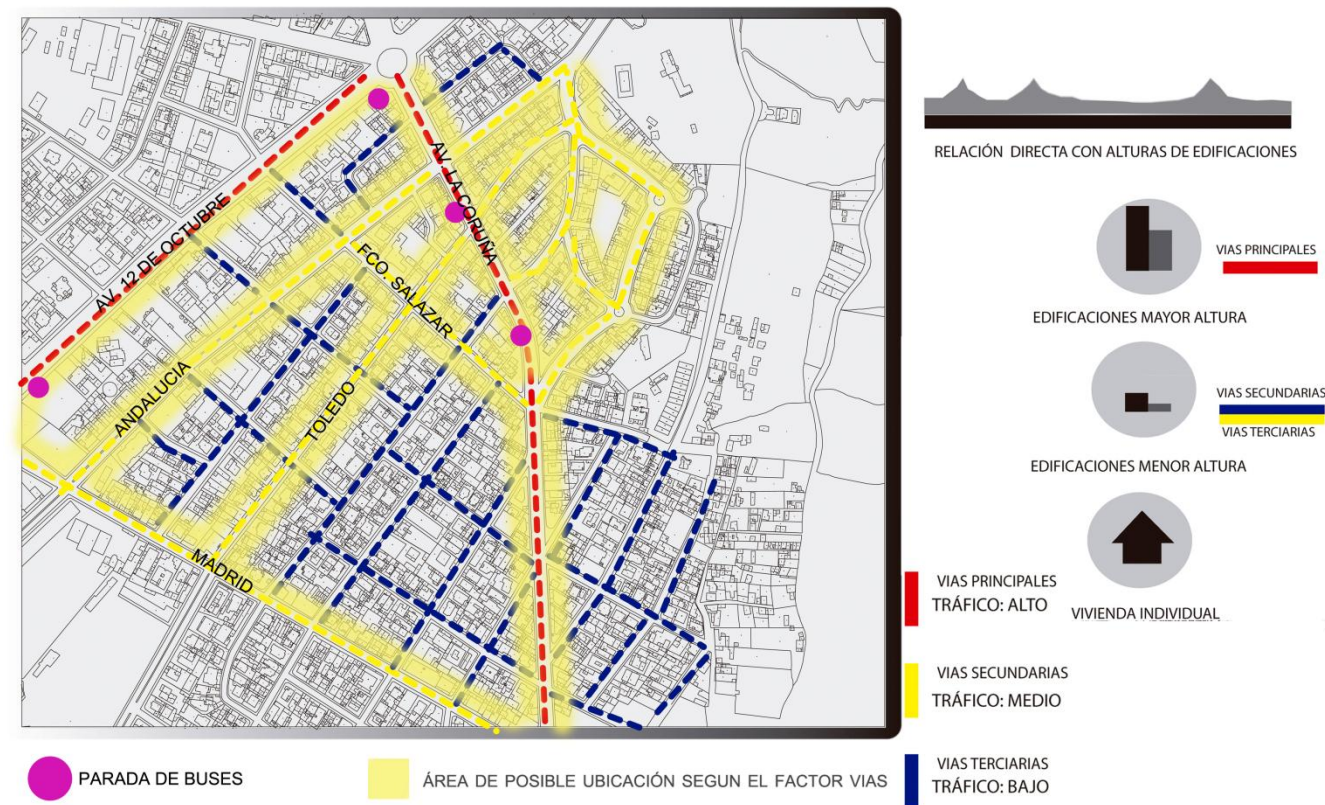 AV. 12 DE OCTUBRE
AV. LA CORUÑA
FCO. SALAZAR
ANDALUCIA
TOLEDO
MADRID
RELACIÓN DIRECTA CON ALTURAS DE EDIFICACIONES
VIAS PRINCIPALES
EDIFICACIONES MAYOR ALTURA
VIAS SECUNDARIAS
VIAS TERCIARIAS
EDIFICACIONES MENOR ALTURA
VIVIENDA INDIVIDUAL
VIAS PRINCIPALES
TRÁFICO: ALTO
VIAS SECUNDARIAS
TRÁFICO: MEDIO
VIAS TERCIARIAS
TRÁFICO: BAJO
PARADA DE BUSES
ÁREA DE POSIBLE UBICACIÓN SEGUN EL FACTOR VIAS